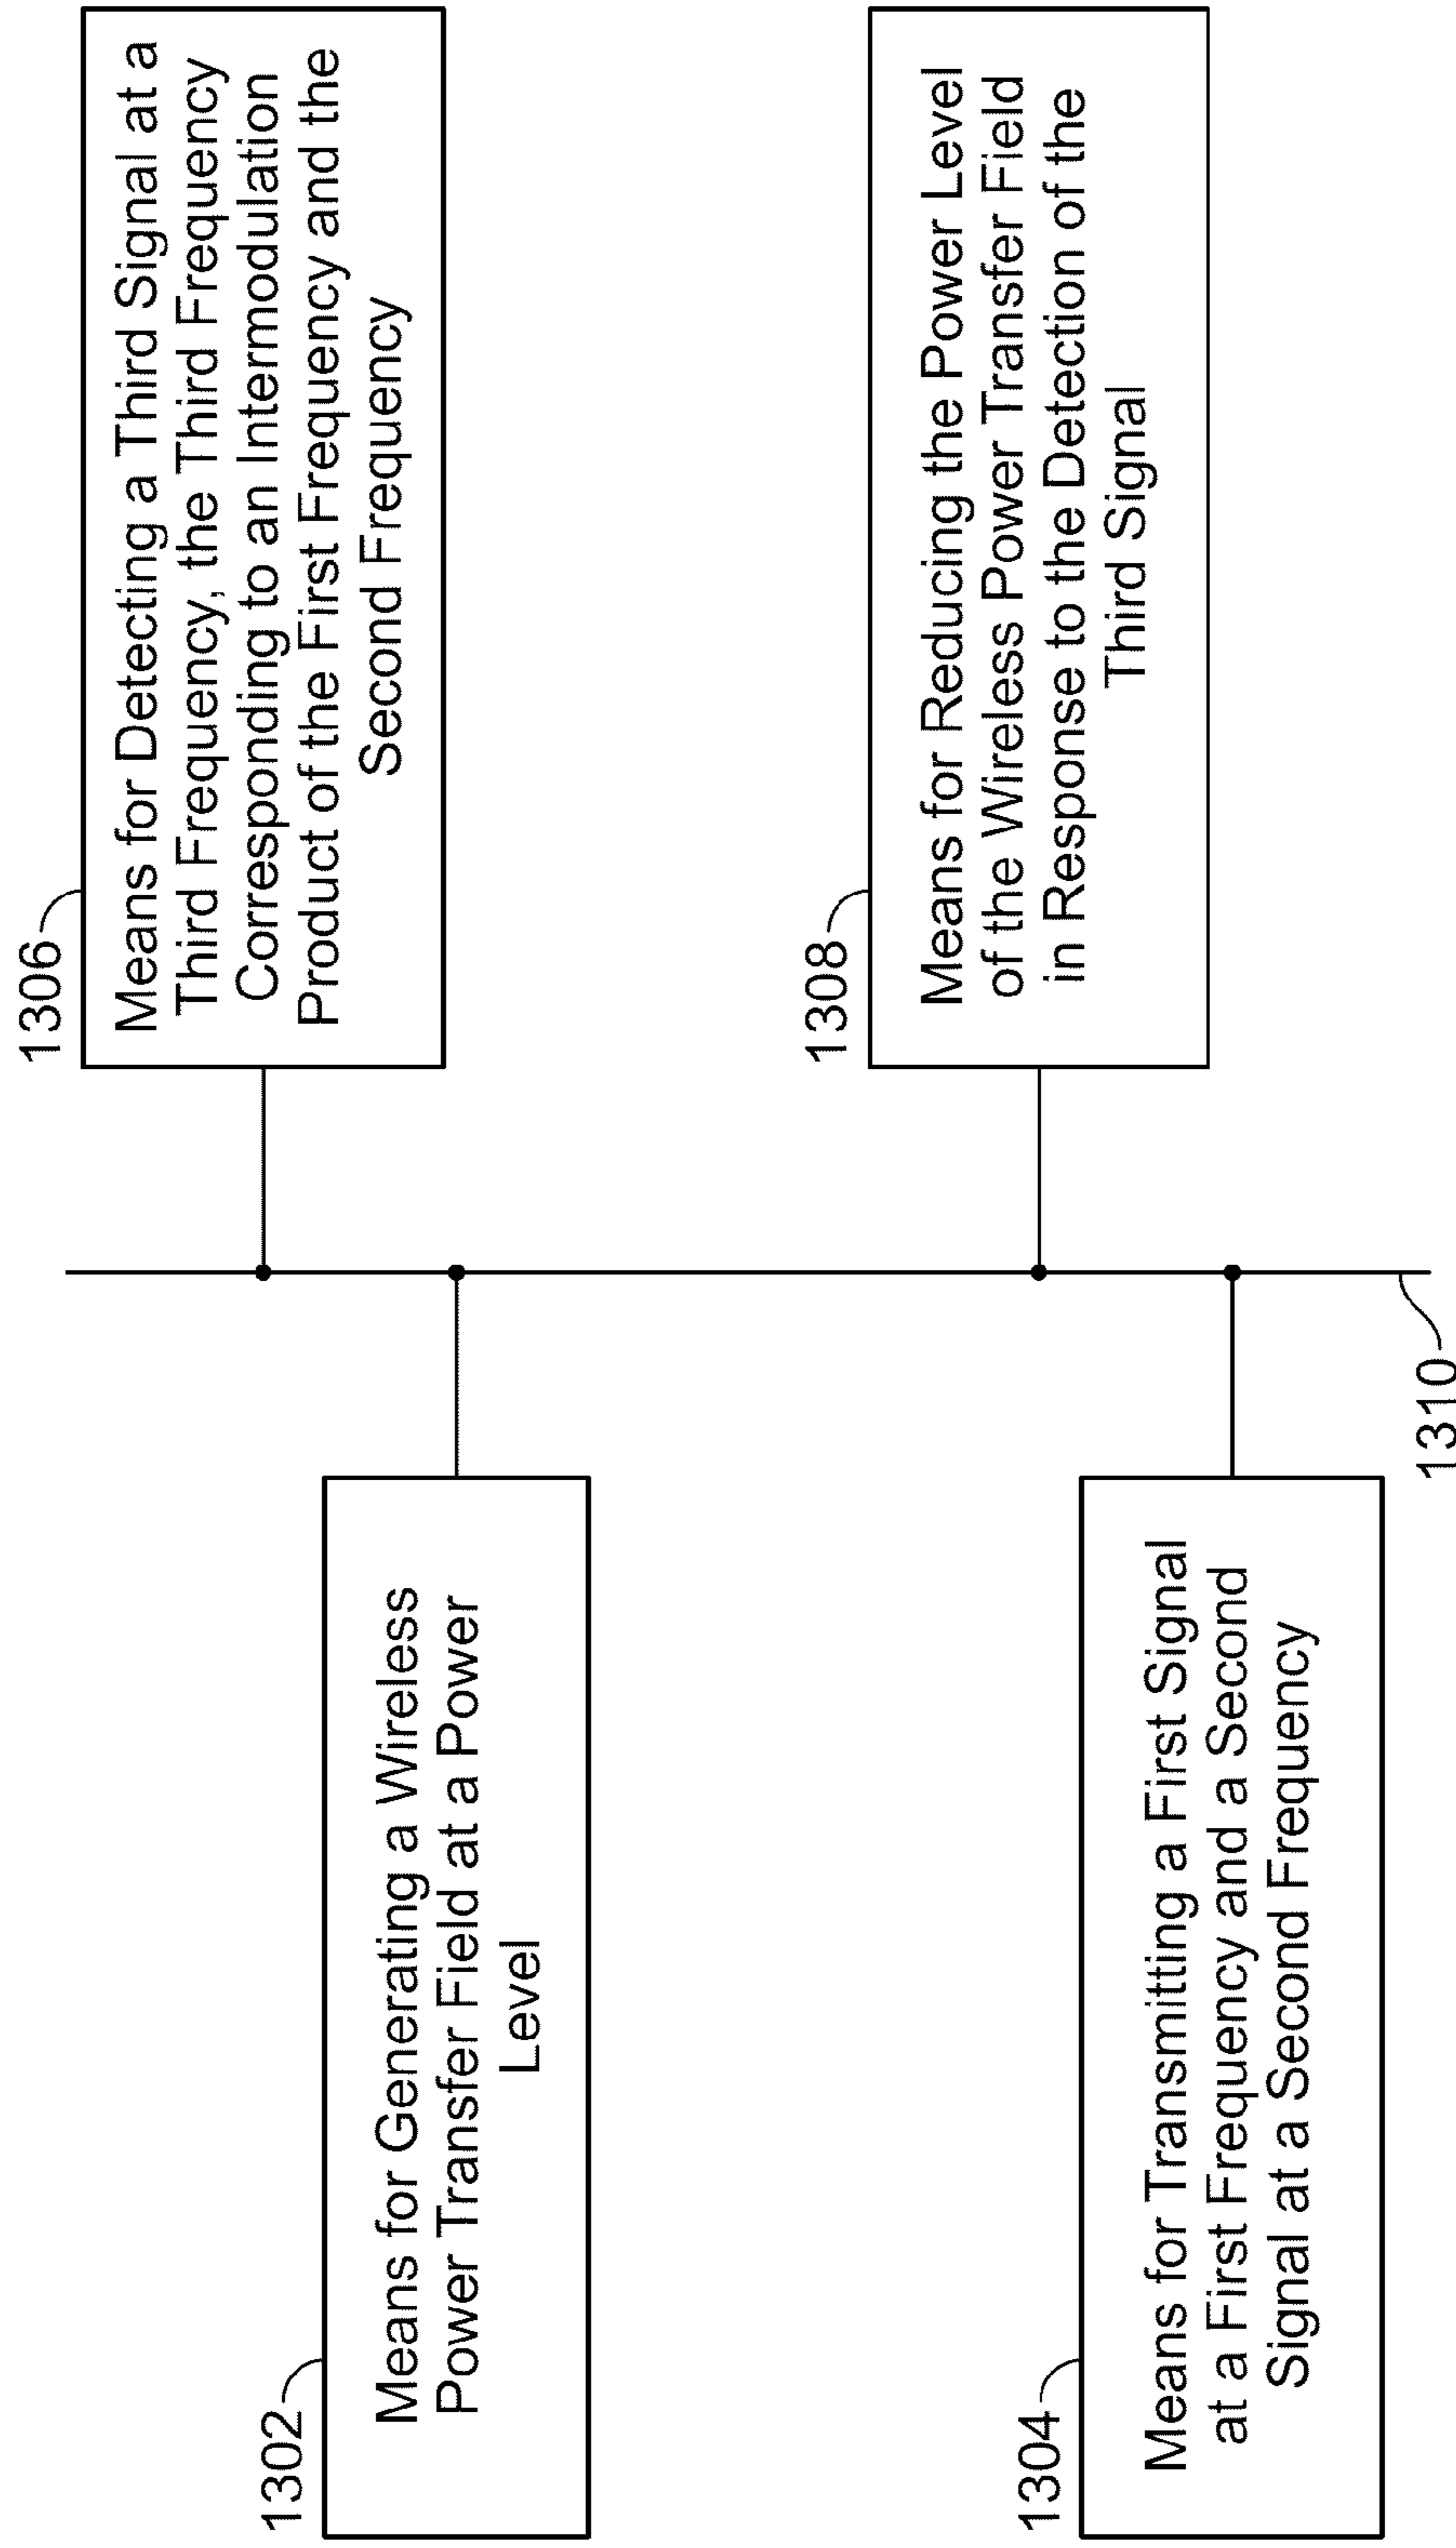 1302
Means for Generating a Wireless
Power Transfer Field at a Power
Level
1306
Means for Detecting a Third Signal at a
Third Frequency, the Third Frequency
Corresponding to an Intermodulation
Product of the First Frequency and the
Second Frequency
1304
Means for Transmitting a First Signal
at a First Frequency and a Second
Signal at a Second Frequency
1308
Means for Reducing the Power Level
of the Wireless Power Transfer Field
in Response to the Detection of the
Third Signal
1310